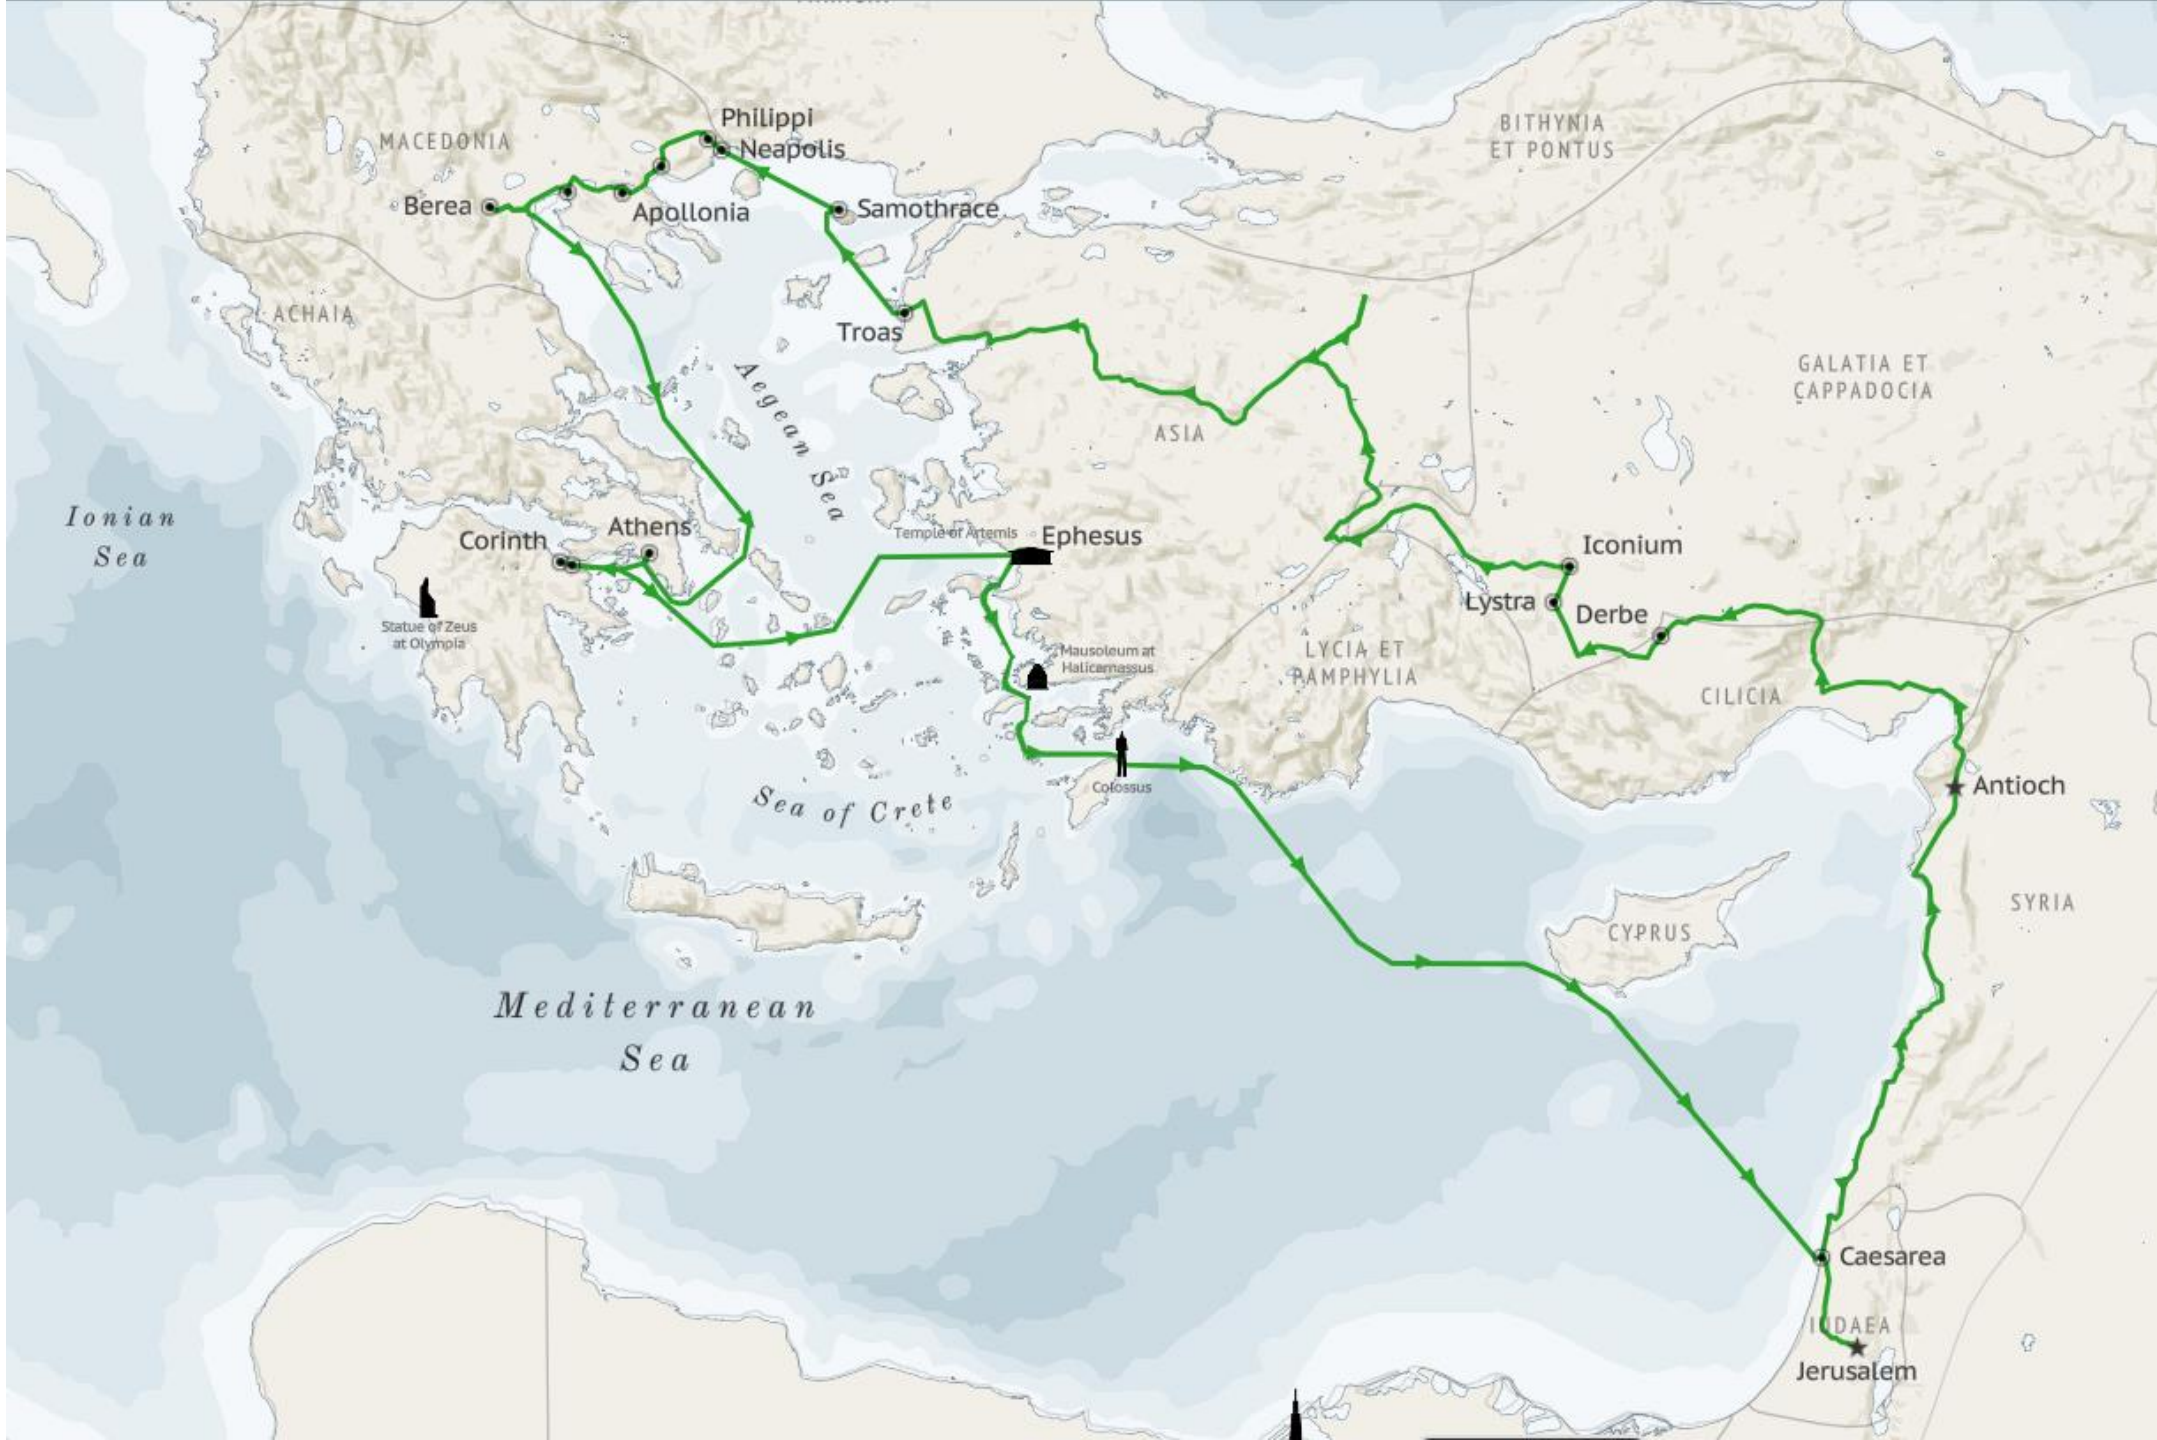 Philippi
Neapolis
MACEDONIA
BITHYNIA
ET PONTUS
Berea
Apollonia
Samothrace
ACHAIA
Troas
GALATIA ET
CAPPADOCIA
Aegean Sea
ASIA
Ionian
Sea
Corinth
Athens
Temple of Artemis
Ephesus
Iconium
Lystra
Derbe
Statue of Zeus
at Olympia
Mausoleum at
Halicarnassus
LYCIA ET
PAMPHYLIA
CILICIA
Antioch
Colossus
Sea of Crete
SYRIA
CYPRUS
Mediterranean
Sea
Caesarea
IUDAEA
Jerusalem